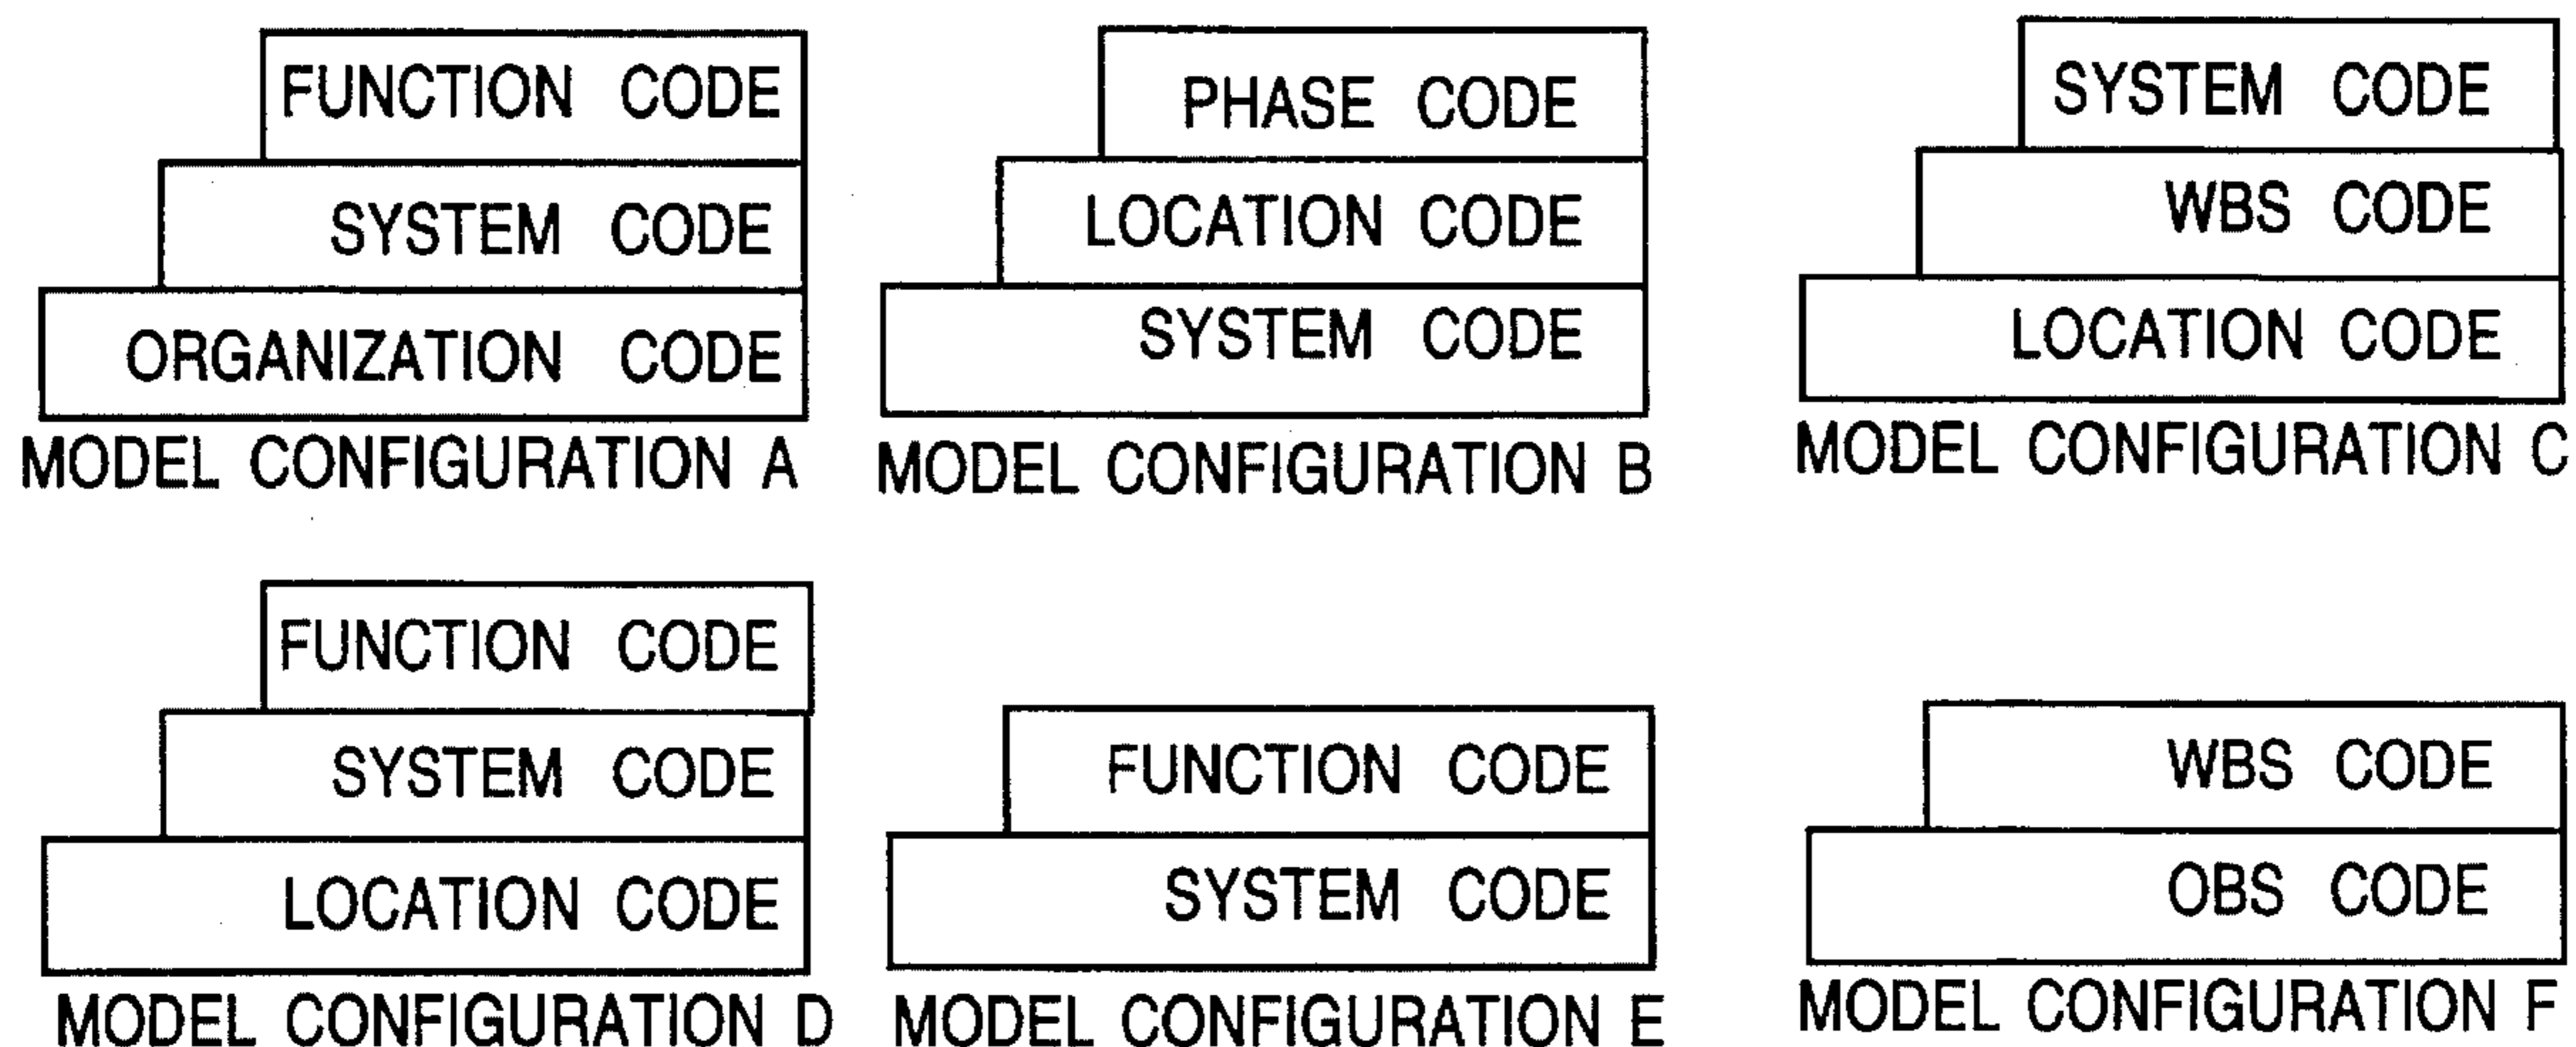 FUNCTION CODE
SYSTEM CODE
ORGANIZATION CODE
MODEL CONFIGURATION A
PHASE CODE
LOCATION CODE
SYSTEM CODE
MODEL CONFIGURATION B
SYSTEM CODE
WBS CODE
LOCATION CODE
MODEL CONFIGURATION C
FUNCTION CODE
SYSTEM CODE
LOCATION CODE
MODEL CONFIGURATION D
FUNCTION CODE
SYSTEM CODE
MODEL CONFIGURATION E
WBS CODE
OBS CODE
MODEL CONFIGURATION F